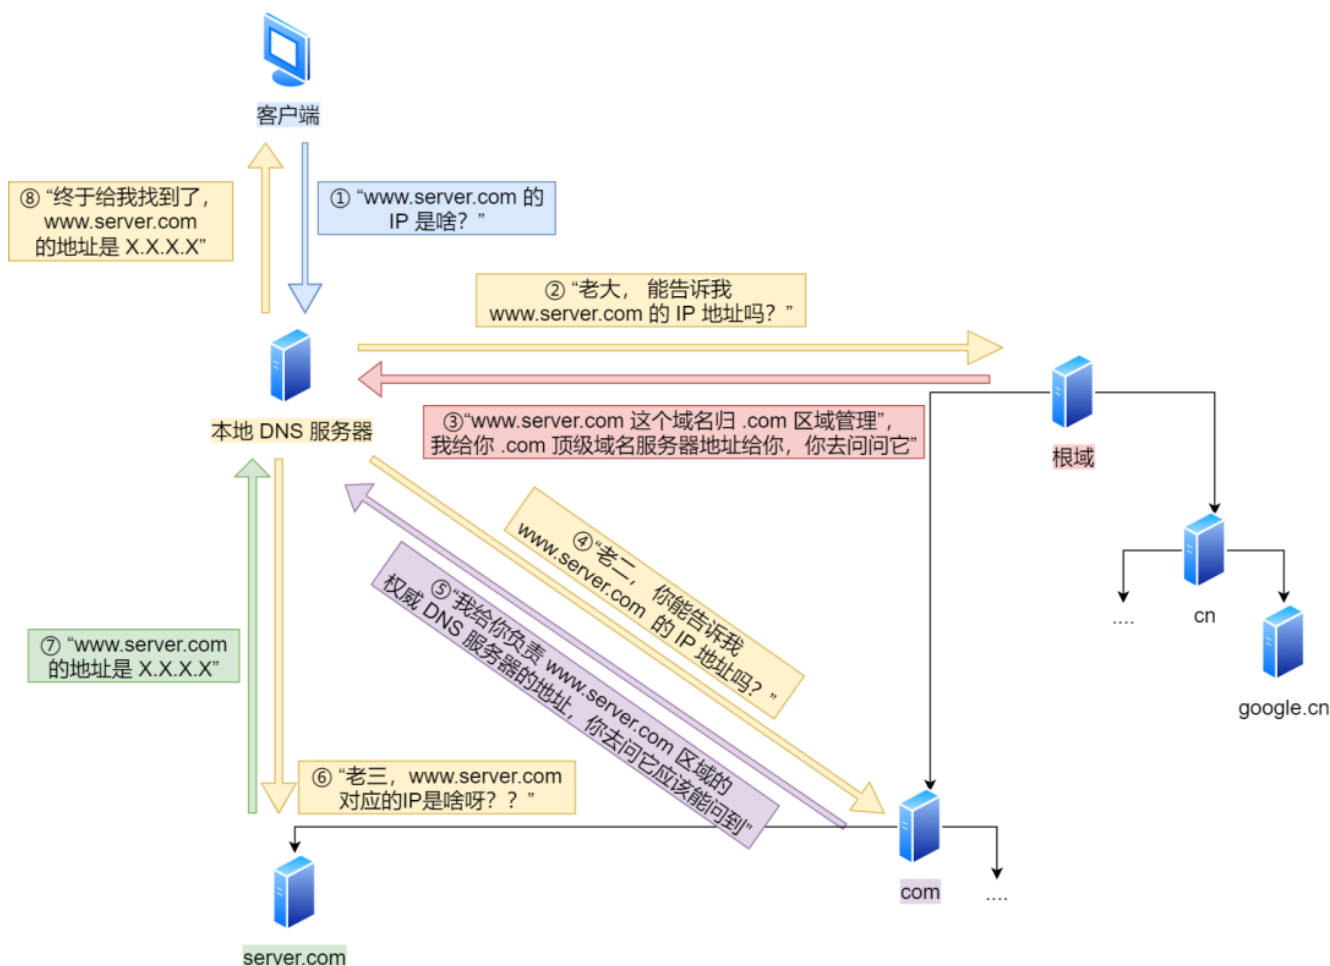 客户端
⑧ “终于给我找到了,
www.server.com
的地址是 X.X.X.X”
① “www.server.com 的
IP 是啥？”
② “老大， 能告诉我
www.server.com 的 IP 地址吗？”
本地 DNS 服务器
③“www.server.com 这个域名归 .com 区域管理”,
我给你 .com 顶级域名服务器地址给你，你去问问它”
根域
④“老二，你能告诉我
www.server.com 的 IP 地址吗？”
⑤“我给你负责 www.server.com 区域的
权威 DNS 服务器的地址，你去问它应该能问到”
....
cn
google.cn
⑦ “www.server.com
的地址是 X.X.X.X”
⑥ “老三，www.server.com
对应的IP是啥呀？？”
com
....
server.com